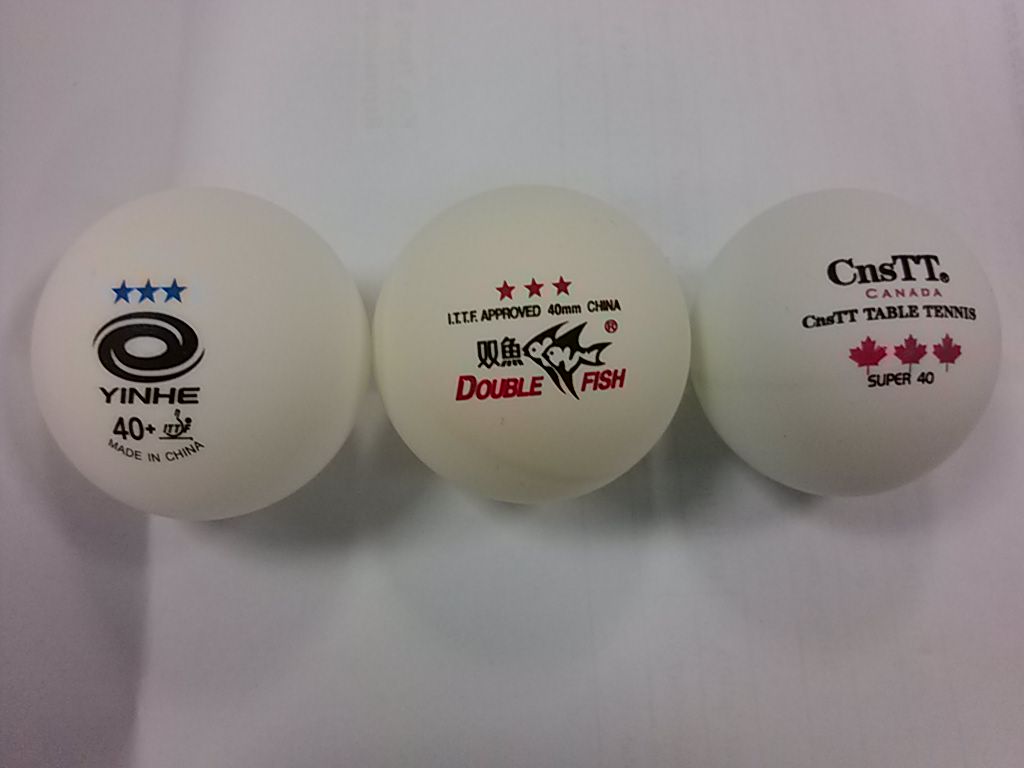 YINHE
40+ ITTF
MADE IN CHINA
I.T.T.F. APPROVED 40mm CHINA
双魚 ®
DOUBLE FISH
CnsTT®
CANADA
CnsTT TABLE TENNIS
SUPER 40